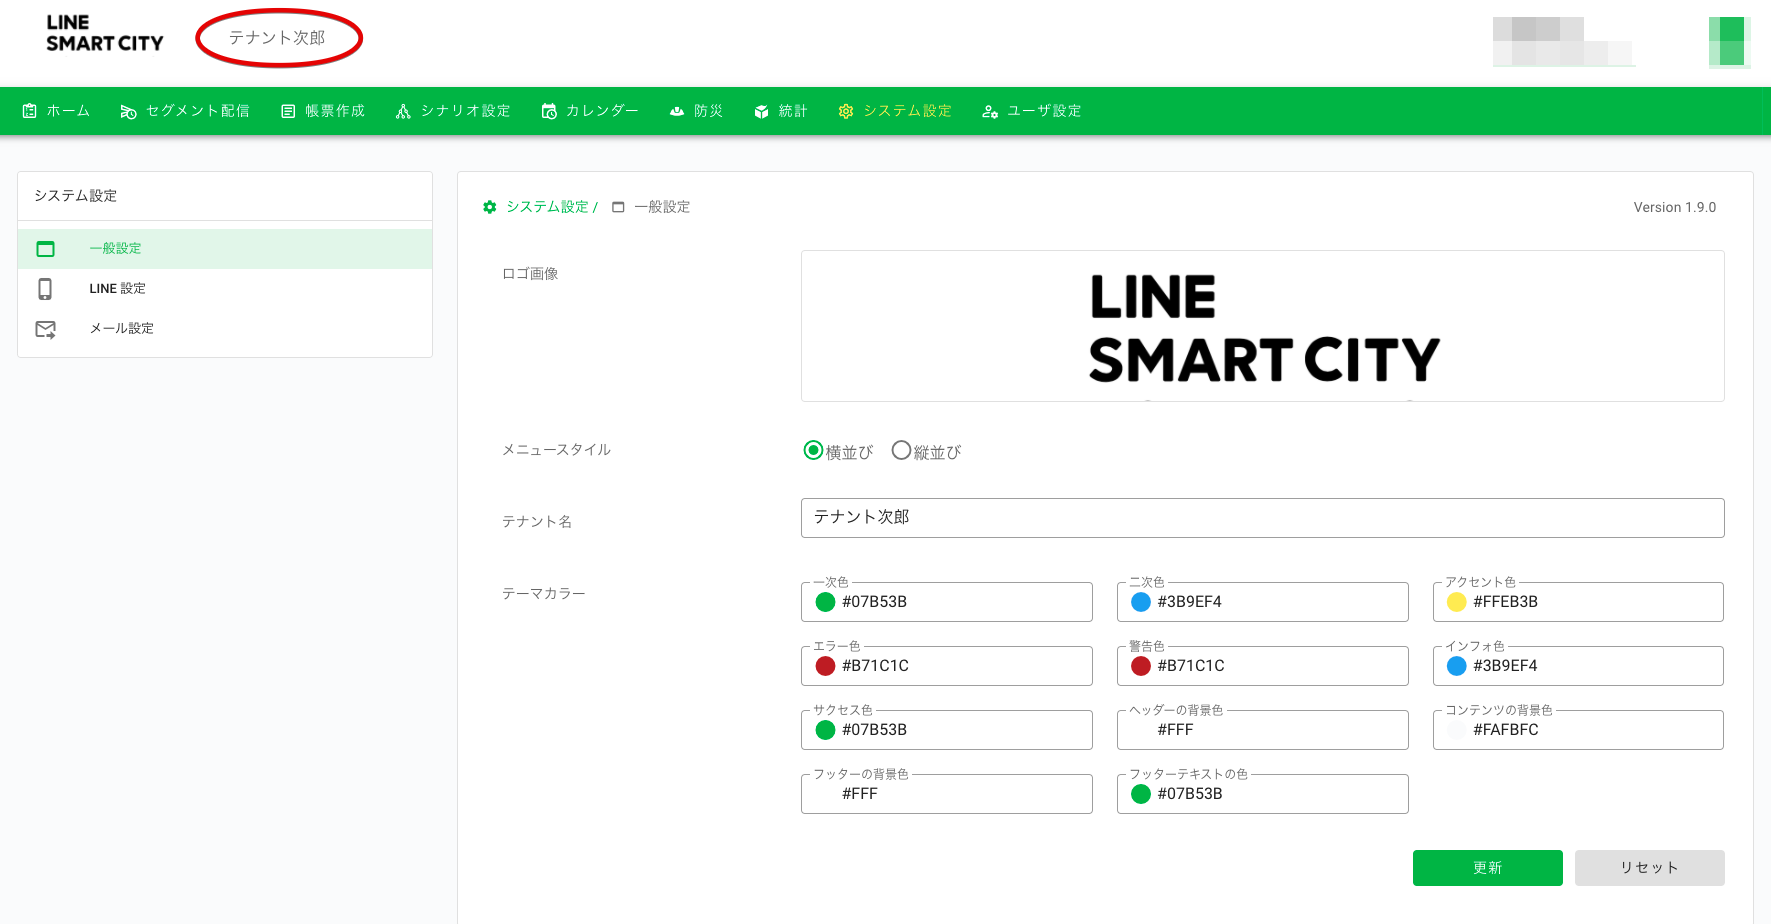 LINE
SMART CITY
テナント次郎
ホーム セグメント配信 帳票作成 シナリオ設定 カレンダー 防災 統計 システム設定 ユーザ設定
システム設定
一般設定
LINE 設定
メール設定
システム設定 / 一般設定
Version 1.9.0
ロゴ画像
LINE
SMART CITY
メニュースタイル
横並び 縦並び
テナント名
テナント次郎
テーマカラー
一次色 二次色 アクセント色
#07B53B #3B9EF4 #FFEB3B
エラー色 警告色 インフォ色
#B71C1C #B71C1C #3B9EF4
サクセス色 ヘッダーの背景色 コンテンツの背景色
#07B53B #FFF #FAFBFC
フッターの背景色 フッターテキストの色
#FFF #07B53B
更新 リセット